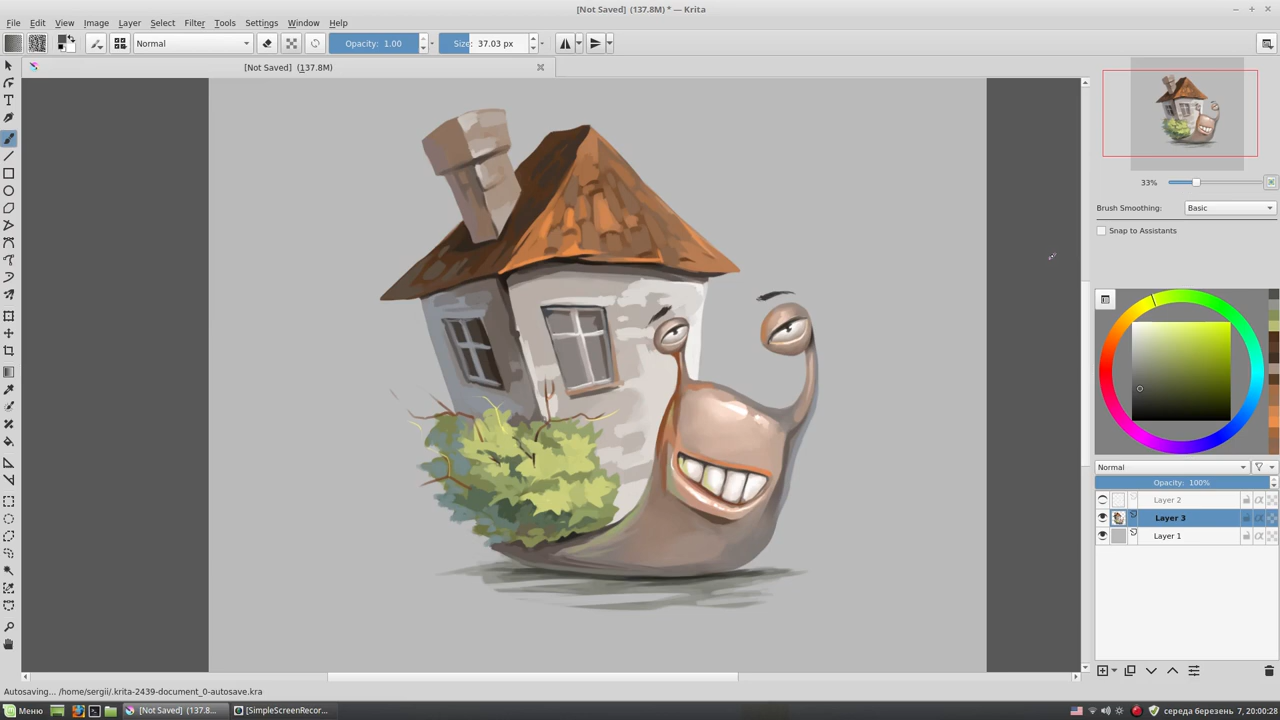 [Not Saved] (137.8M) * — Krita
File Edit View Image Layer Select Filter Tools Settings Window Help
Normal Opacity: 1.00 Size: 37.03 px
[Not Saved] (137.8M)
33%
Brush Smoothing: Basic
Snap to Assistants
Normal
Opacity: 100%
Layer 2
Layer 3
Layer 1
Autosaving... /home/sergii/.krita-2439-document_0-autosave.kra
Меню [Not Saved] (137.8... [SimpleScreenRecor... середа березень 7, 20:00:28